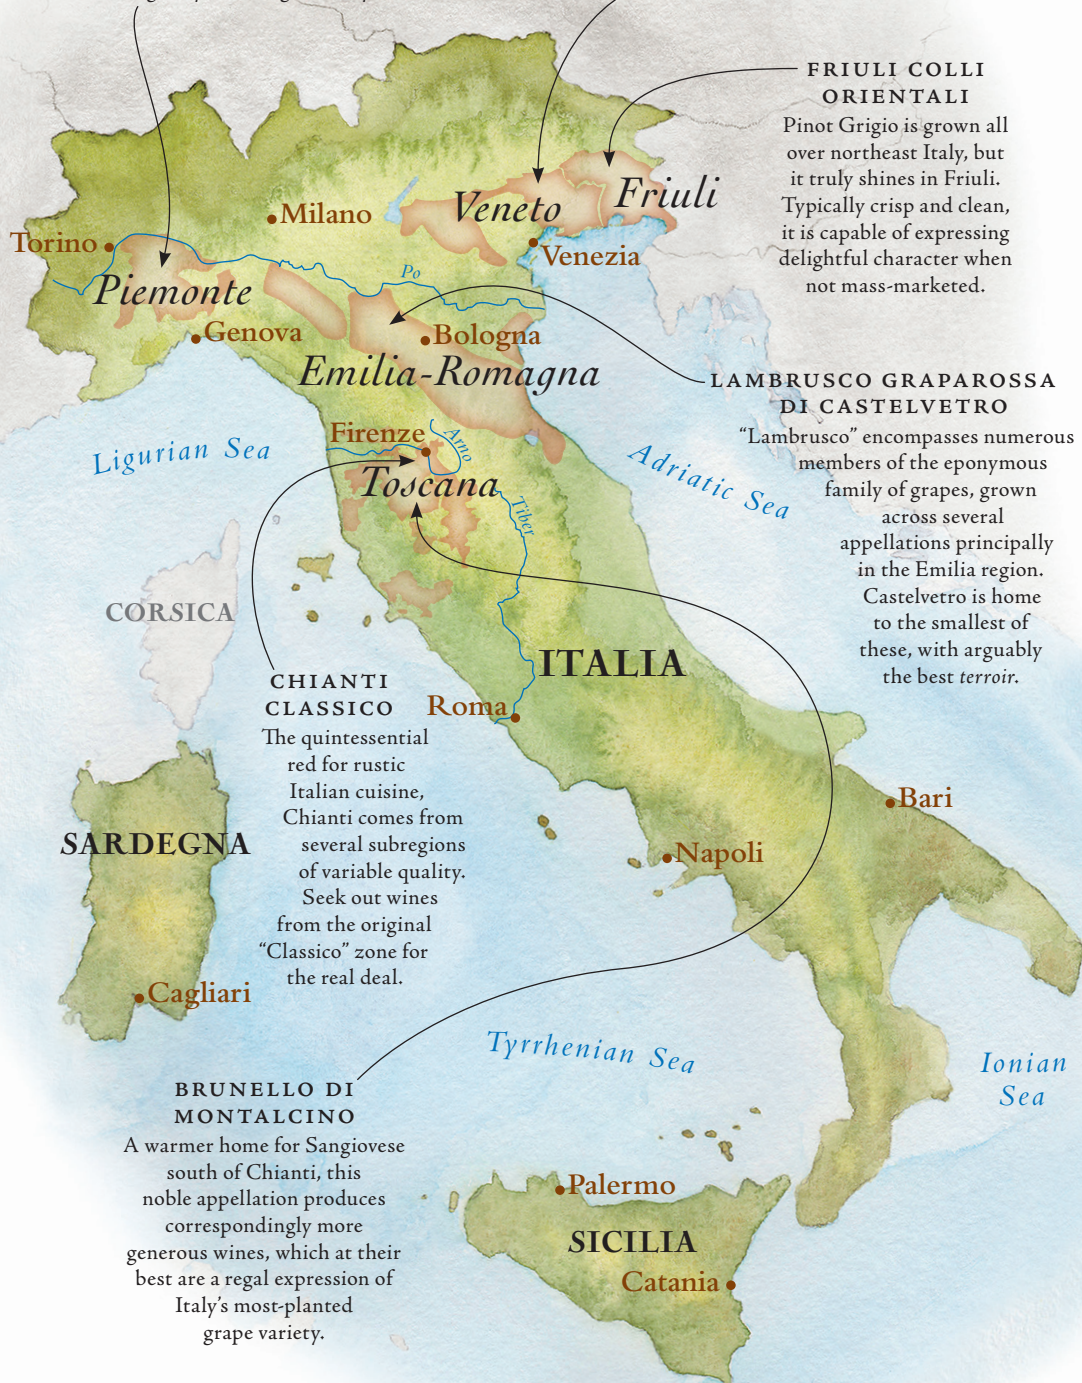 FRIULI COLLI
ORIENTALI
Pinot Grigio is grown all
over northeast Italy, but
it truly shines in Friuli.
Typically crisp and clean,
it is capable of expressing
delightful character when
not mass-marketed.
Friuli
Veneto
Milano
Torino
Venezia
Po
Piemonte
Genova
Bologna
Emilia-Romagna
LAMBRUSCO GRAPAROSSA
DI CASTELVETRO
“Lambrusco” encompasses numerous
members of the eponymous
family of grapes, grown
across several
appellations principally
in the Emilia region.
Castelvetro is home
to the smallest of
these, with arguably
the best terroir.
Firenze
Arno
Ligurian Sea
Adriatic Sea
Toscana
Tiber
CORSICA
ITALIA
CHIANTI
CLASSICO
The quintessential
red for rustic
Italian cuisine,
Chianti comes from
several subregions
of variable quality.
Seek out wines
from the original
“Classico” zone for
the real deal.
Roma
Bari
SARDEGNA
Napoli
Cagliari
Tyrrhenian Sea
Ionian
Sea
BRUNELLO DI
MONTALCINO
A warmer home for Sangiovese
south of Chianti, this
noble appellation produces
correspondingly more
generous wines, which at their
best are a regal expression of
Italy’s most-planted
grape variety.
Palermo
SICILIA
Catania